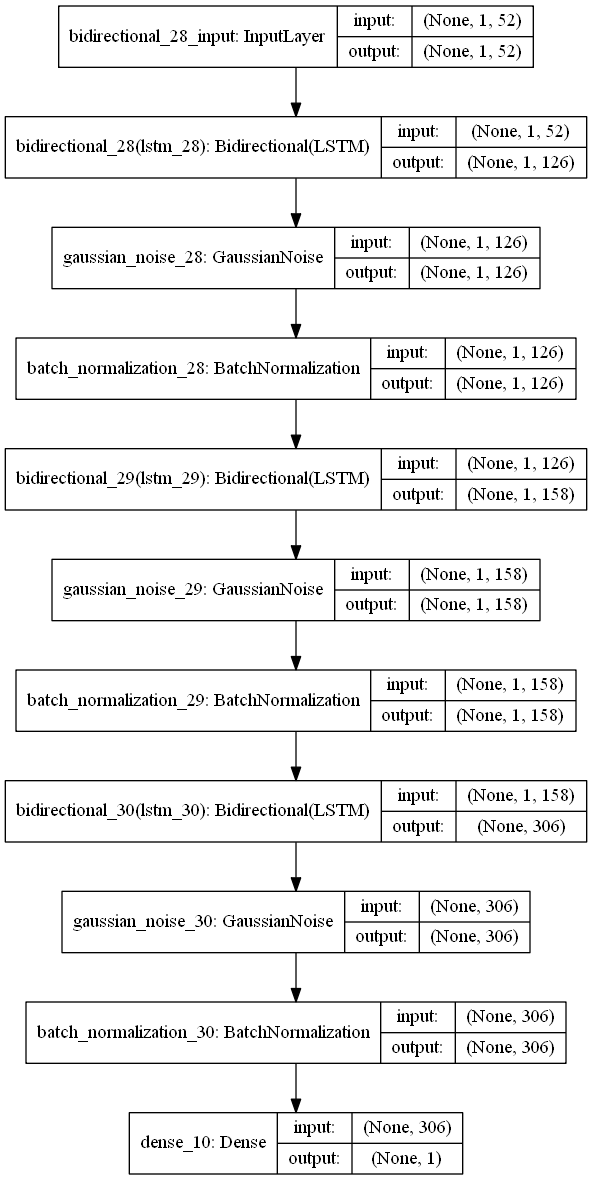 bidirectional_28_input: InputLayer
input: (None, 1, 52)
output: (None, 1, 52)
bidirectional_28(lstm_28): Bidirectional(LSTM)
input: (None, 1, 52)
output: (None, 1, 126)
gaussian_noise_28: GaussianNoise
input: (None, 1, 126)
output: (None, 1, 126)
batch_normalization_28: BatchNormalization
input: (None, 1, 126)
output: (None, 1, 126)
bidirectional_29(lstm_29): Bidirectional(LSTM)
input: (None, 1, 126)
output: (None, 1, 158)
gaussian_noise_29: GaussianNoise
input: (None, 1, 158)
output: (None, 1, 158)
batch_normalization_29: BatchNormalization
input: (None, 1, 158)
output: (None, 1, 158)
bidirectional_30(lstm_30): Bidirectional(LSTM)
input: (None, 1, 158)
output: (None, 306)
gaussian_noise_30: GaussianNoise
input: (None, 306)
output: (None, 306)
batch_normalization_30: BatchNormalization
input: (None, 306)
output: (None, 306)
dense_10: Dense
input: (None, 306)
output: (None, 1)